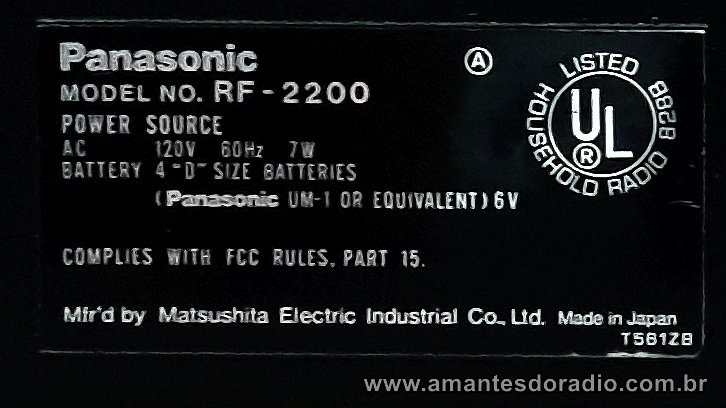 Panasonic
Ⓐ
MODEL NO. RF-2200
LISTED 882B
UL
®
HOUSEHOLD RADIO
POWER SOURCE
AC 120V 60Hz 7W
BATTERY 4 "D" SIZE BATTERIES
(Panasonic UM-1 OR EQUIVALENT) 6V
COMPLIES WITH FCC RULES, PART 15.
Mfr'd by Matsushita Electric Industrial Co., Ltd. Made in Japan
T561ZB
www.amantesdoradio.com.br